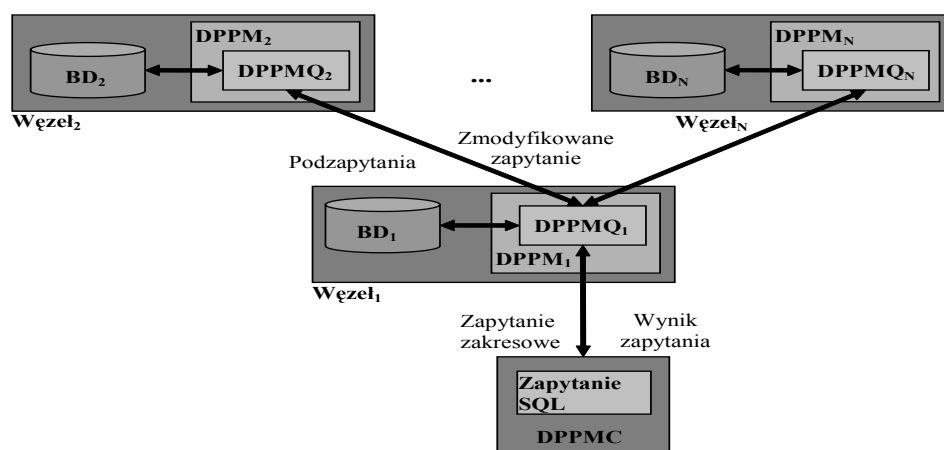 DPPM2
DPPMQ2
BD2
Węzeł2
...
DPPMN
DPPMQN
BDN
WęzełN
Podzapytania
Zmodyfikowane
zapytanie
BD1
DPPMQ1
DPPM1
Węzeł1
Zapytanie
zakresowe
Wynik
zapytania
Zapytanie
SQL
DPPMC